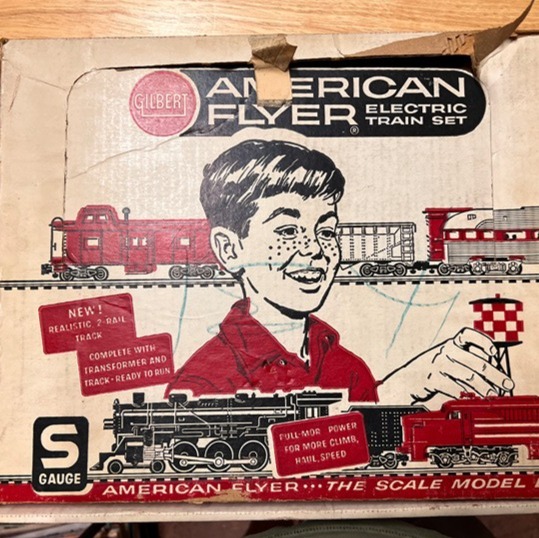 GILBERT
AMERICAN
FLYER ELECTRIC
TRAIN SET
®
NEW!
REALISTIC 2-RAIL
TRACK
COMPLETE WITH
TRANSFORMER AND
TRACK-READY TO RUN
PULL-MOR POWER
FOR MORE CLIMB,
HAUL, SPEED
S
GAUGE
AMERICAN FLYER···THE SCALE MODEL